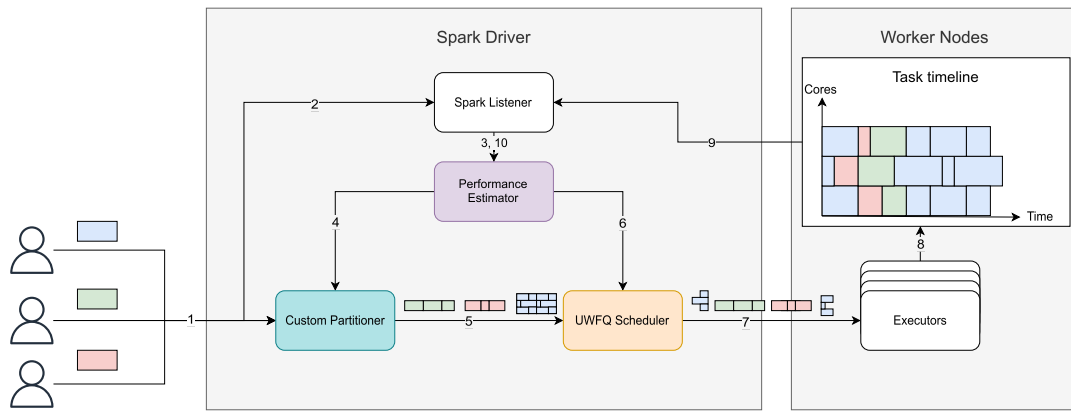 Spark Driver
Worker Nodes
Task timeline
Cores
Spark Listener
2
3, 10
9
Performance
Estimator
4
6
Time
8
1
Custom Partitioner
5
UWFQ Scheduler
7
Executors